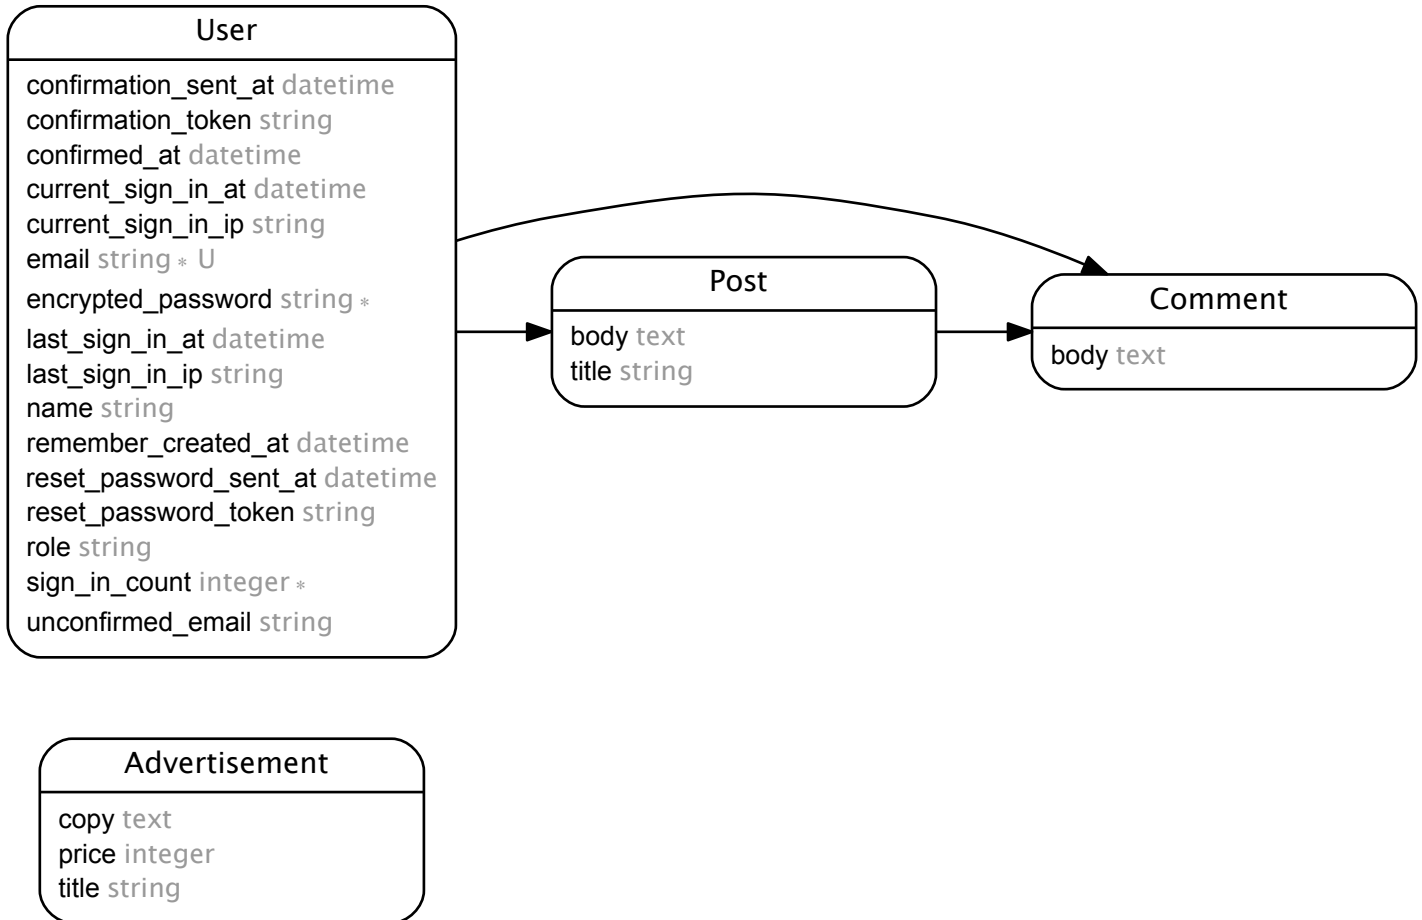 User
confirmation_sent_at datetime
confirmation_token string
confirmed_at datetime
current_sign_in_at datetime
current_sign_in_ip string
email string * U
encrypted_password string *
last_sign_in_at datetime
last_sign_in_ip string
name string
remember_created_at datetime
reset_password_sent_at datetime
reset_password_token string
role string
sign_in_count integer *
unconfirmed_email string
Post
body text
title string
Comment
body text
Advertisement
copy text
price integer
title string